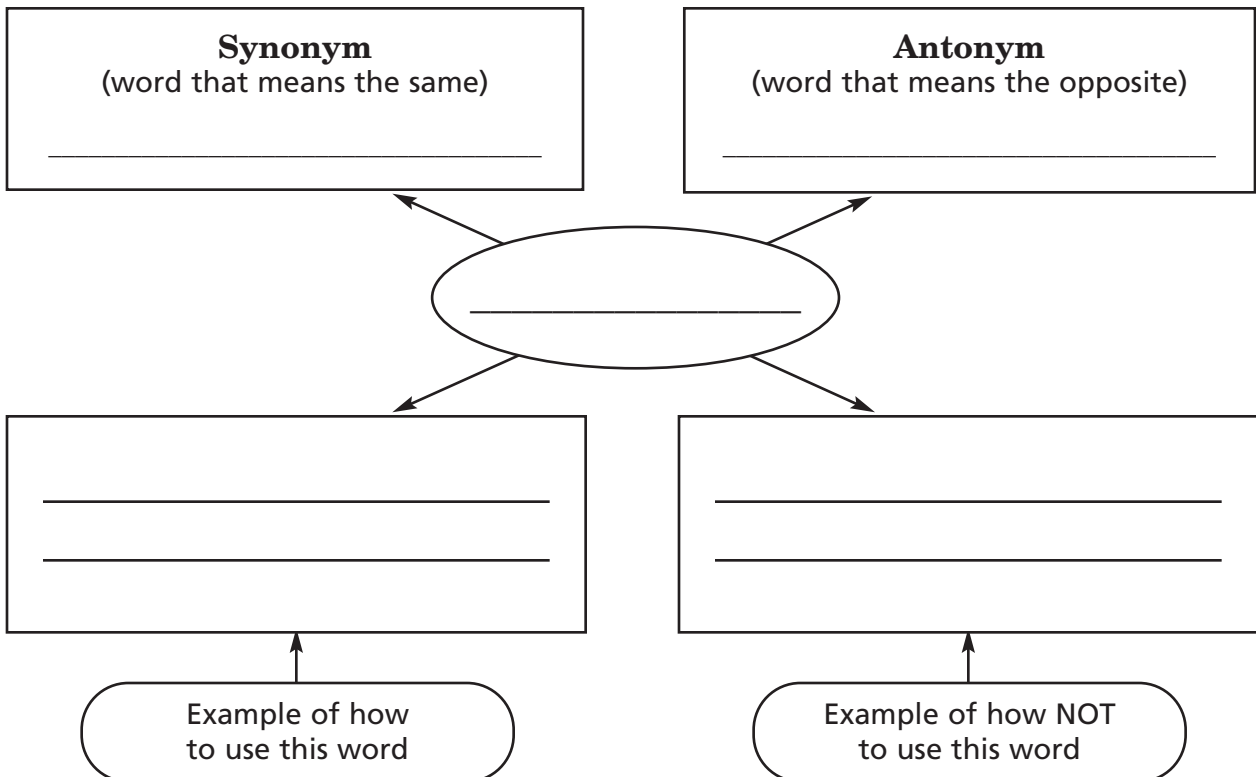 Synonym
(word that means the same)
Antonym
(word that means the opposite)
Example of how
to use this word
Example of how NOT
to use this word